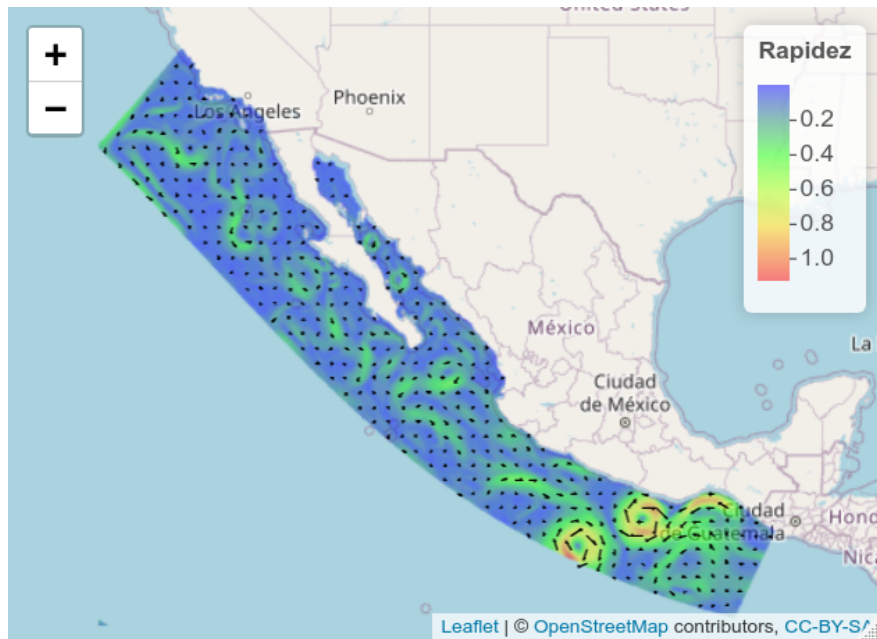 United States
+
−
Rapidez
0.2
0.4
0.6
0.8
1.0
Los Angeles
Phoenix
México
La
Ciudad
de México
Ciudad
de Guatemala
Hond
Nica
Leaflet | © OpenStreetMap contributors, CC-BY-SA